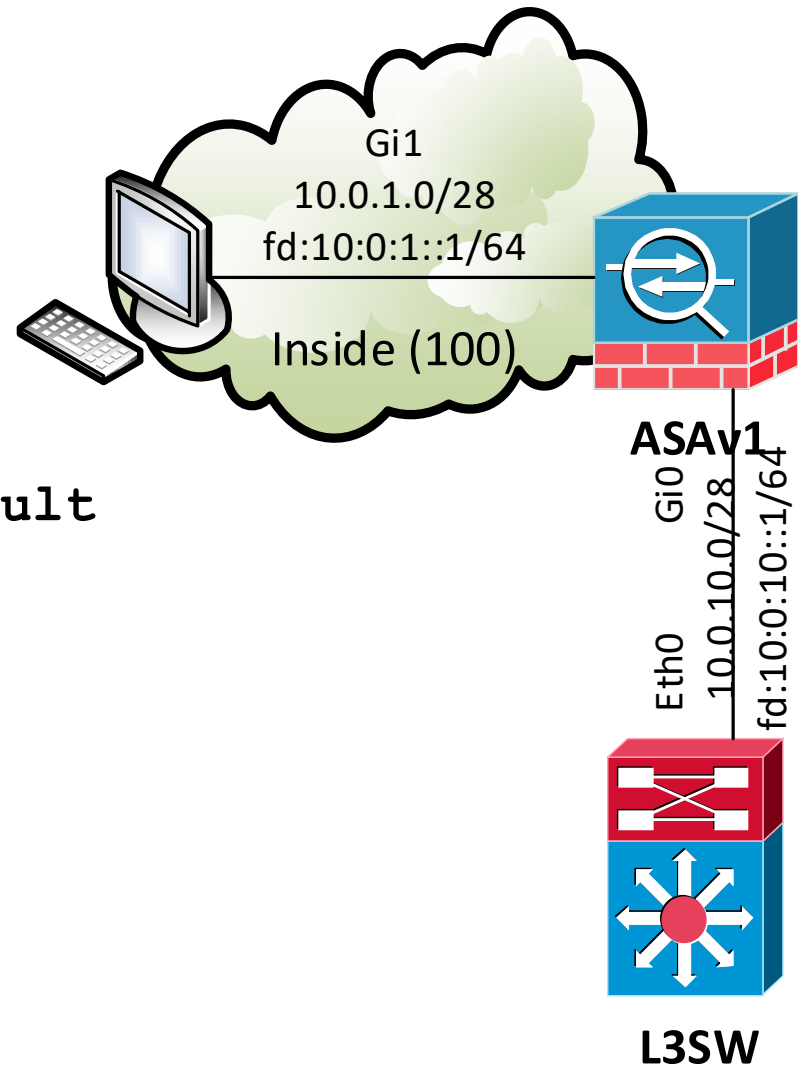 Gi1
10.0.1.0/28
fd:10:0:1::1/64
Inside (100)
ASAv1
ult
Gi0
Eth0
10.0.10.0/28
fd:10:0:10::1/64
L3SW